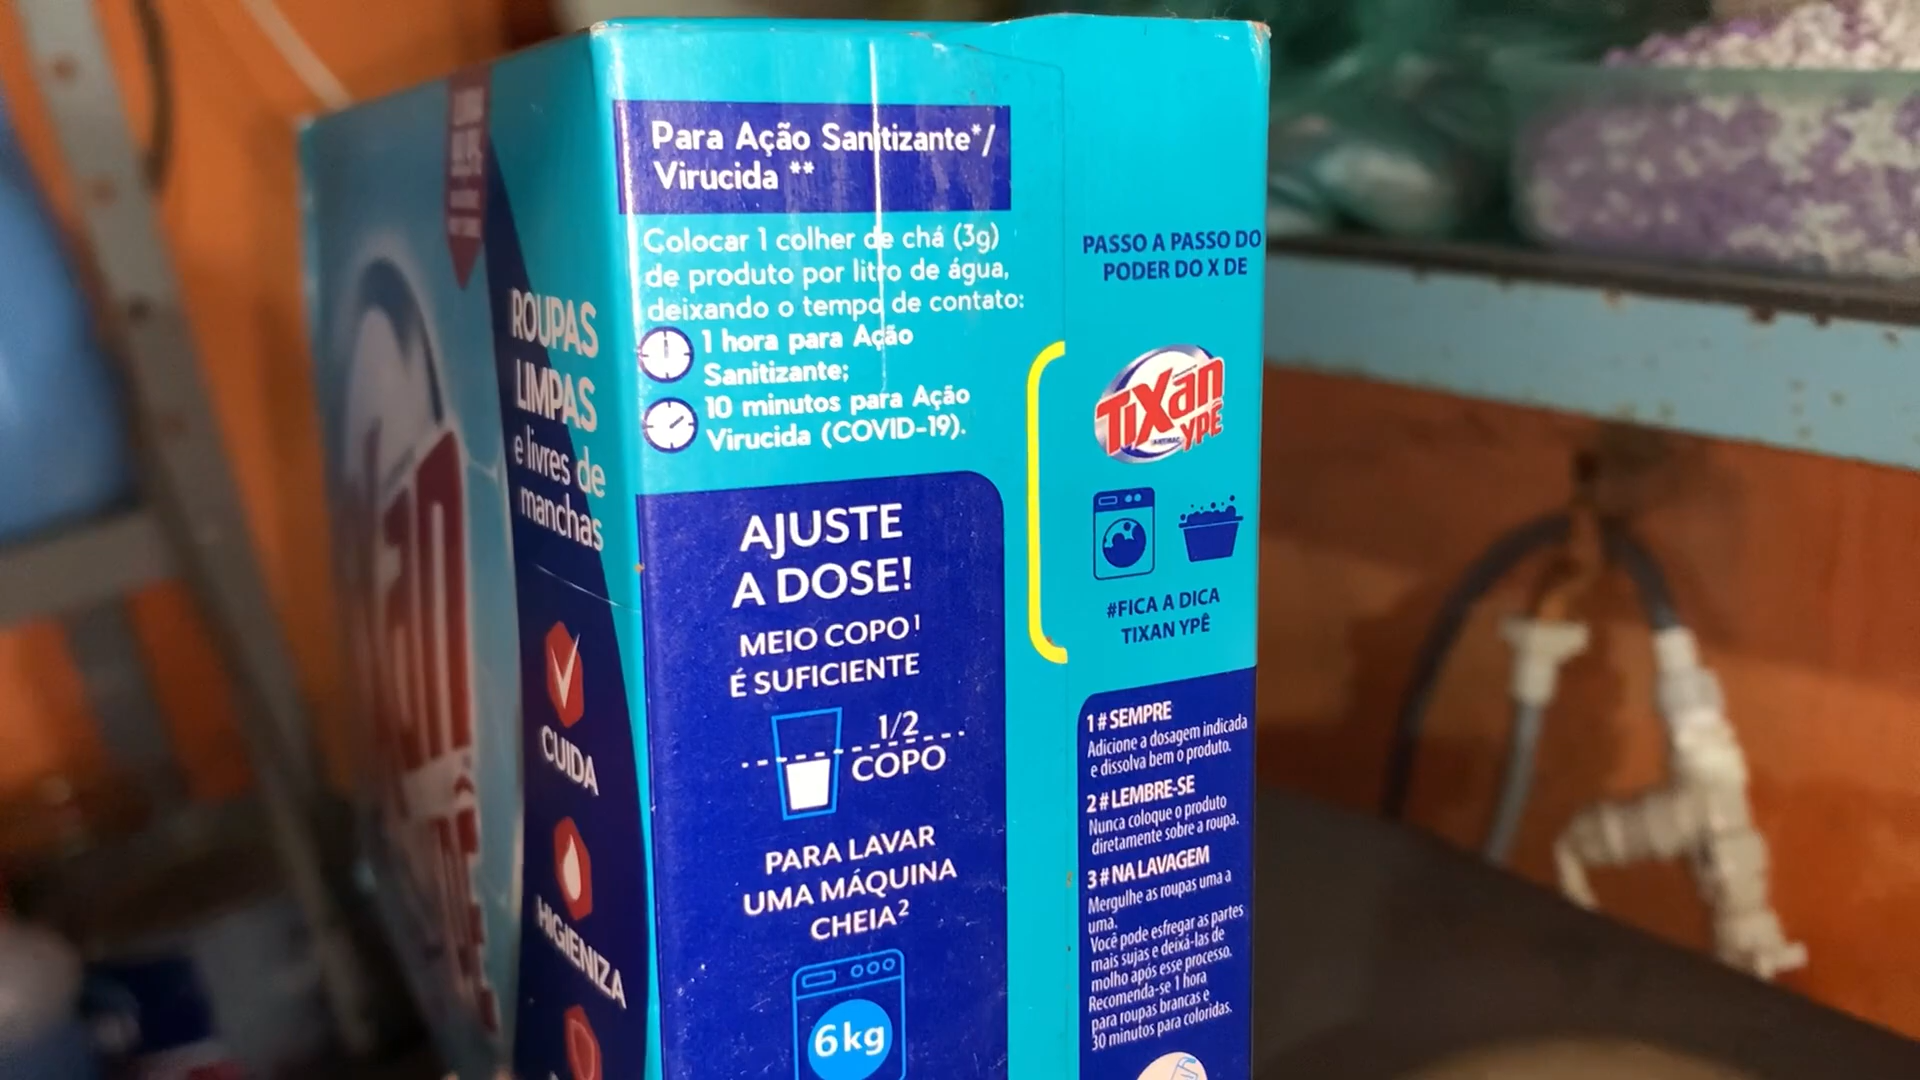 Para Ação Sanitizante*/
Virucida **
Colocar 1 colher de chá (3g)
de produto por litro de água,
deixando o tempo de contato:
1 hora para Ação
Sanitizante;
10 minutos para Ação
Virucida (COVID-19).
AJUSTE
A DOSE!
MEIO COPO¹
É SUFICIENTE
1/2
COPO
PARA LAVAR
UMA MÁQUINA
CHEIA²
6kg
ROUPAS
LIMPAS
e livres de
manchas
CUIDA
HIGIENIZA
PASSO A PASSO DO
PODER DO X DE
TIXAN
YPÊ
#FICA A DICA
TIXAN YPÊ
1 # SEMPRE
Adicione a dosagem indicada
e dissolva bem o produto.
2 # LEMBRE-SE
Nunca coloque o produto
diretamente sobre a roupa.
3 # NA LAVAGEM
Mergulhe as roupas uma a
uma.
Você pode esfregar as partes
mais sujas e deixá-las de
molho após esse processo.
Recomenda-se 1 hora
para roupas brancas e
30 minutos para coloridas.